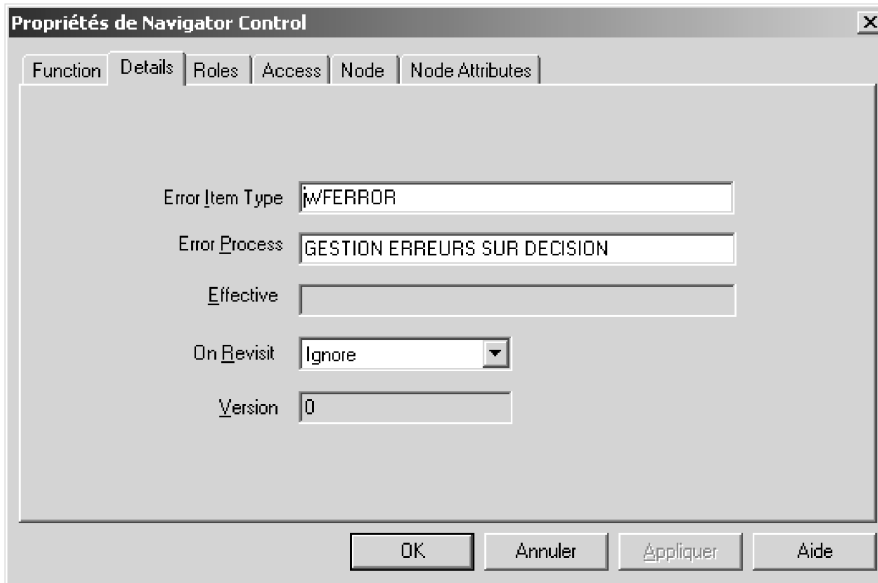 Propriétés de Navigator Control
Function Details Roles Access Node Node Attributes
Error Item Type WFERROR
Error Process GESTION ERREURS SUR DECISION
Effective
On Revisit Ignore
Version 0
OK Annuler Appliquer Aide